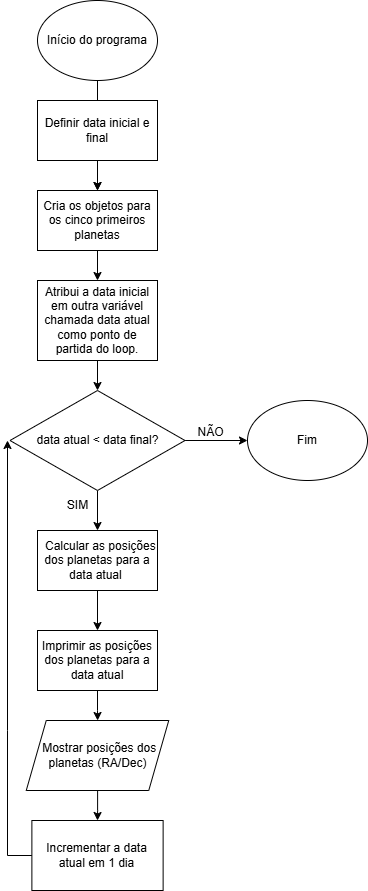 Início do programa
Definir data inicial e
final
Cria os objetos para
os cinco primeiros
planetas
Atribui a data inicial
em outra variável
chamada data atual
como ponto de
partida do loop.
data atual < data final?
NÃO
Fim
SIM
Calcular as posições
dos planetas para a
data atual
Imprimir as posições
dos planetas para a
data atual
Mostrar posições dos
planetas (RA/Dec)
Incrementar a data
atual em 1 dia